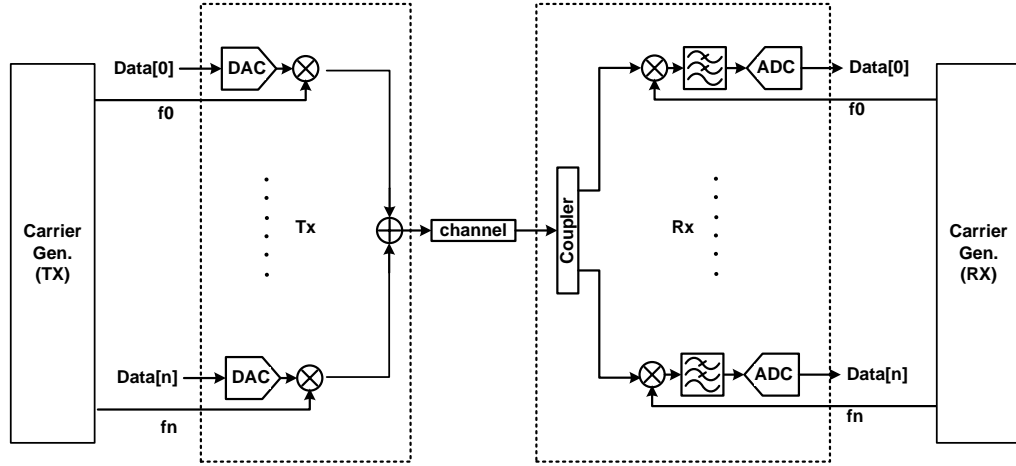 Data[0]
DAC
f0
Carrier
Gen.
(TX)
Tx
Data[n]
DAC
fn
channel
Coupler
ADC
Data[0]
f0
Rx
Carrier
Gen.
(RX)
ADC
Data[n]
fn